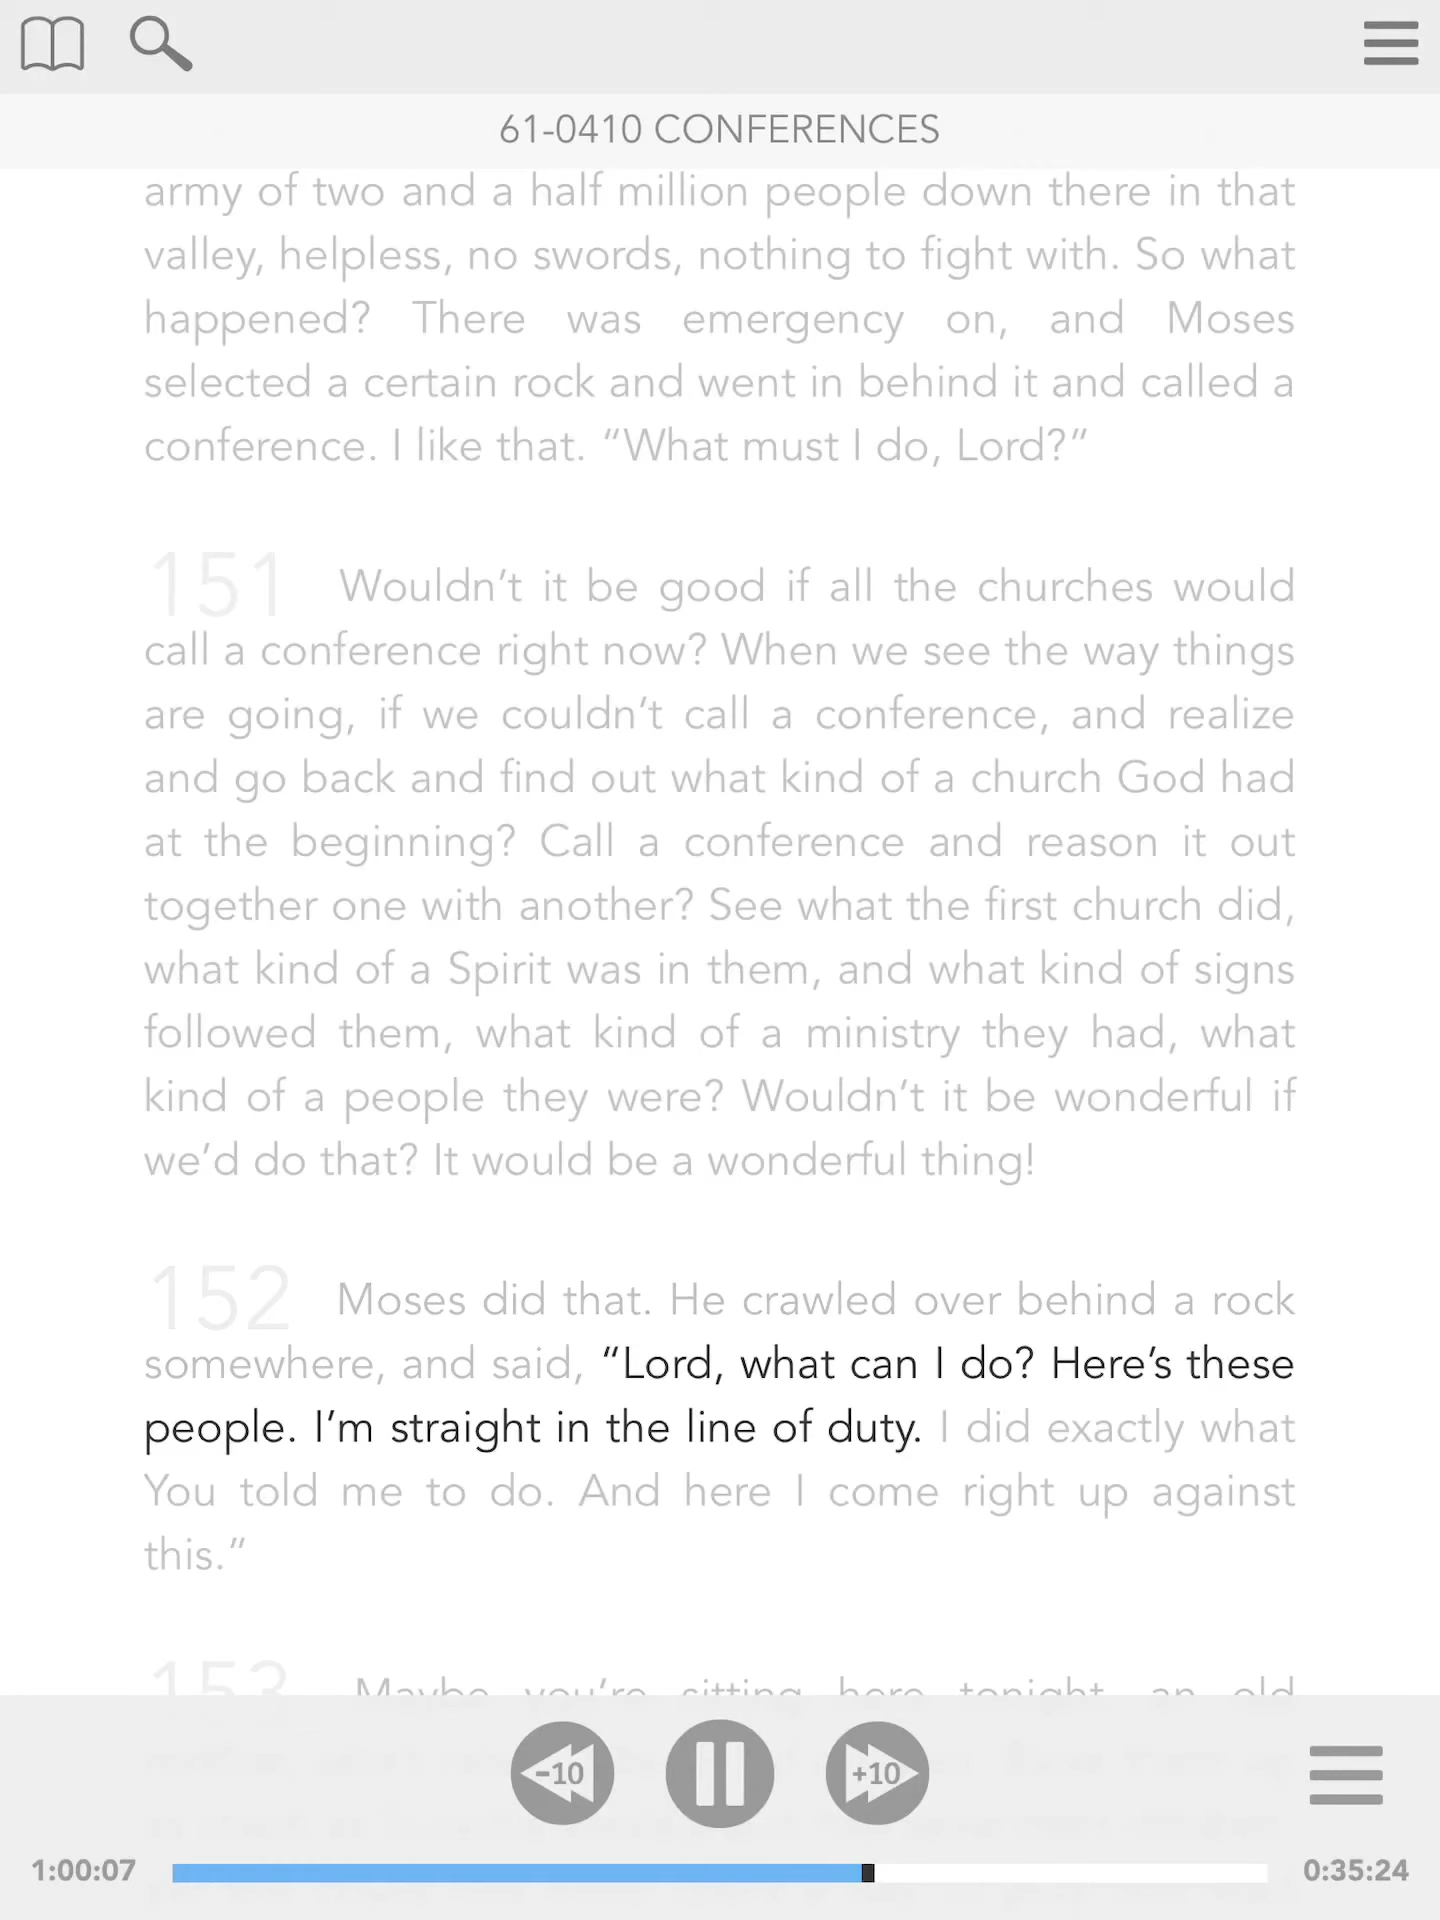 61-0410 CONFERENCES
army of two and a half million people down there in that
valley, helpless, no swords, nothing to fight with. So what
happened? There was emergency on, and Moses
selected a certain rock and went in behind it and called a
conference. I like that. “What must I do, Lord?”
151 Wouldn’t it be good if all the churches would
call a conference right now? When we see the way things
are going, if we couldn’t call a conference, and realize
and go back and find out what kind of a church God had
at the beginning? Call a conference and reason it out
together one with another? See what the first church did,
what kind of a Spirit was in them, and what kind of signs
followed them, what kind of a ministry they had, what
kind of a people they were? Wouldn’t it be wonderful if
we’d do that? It would be a wonderful thing!
152 Moses did that. He crawled over behind a rock
somewhere, and said, “Lord, what can I do? Here’s these
people. I’m straight in the line of duty. I did exactly what
You told me to do. And here I come right up against
this.”
153 Maybe you’re sitting here tonight, an old
-10 +10
1:00:07 0:35:24